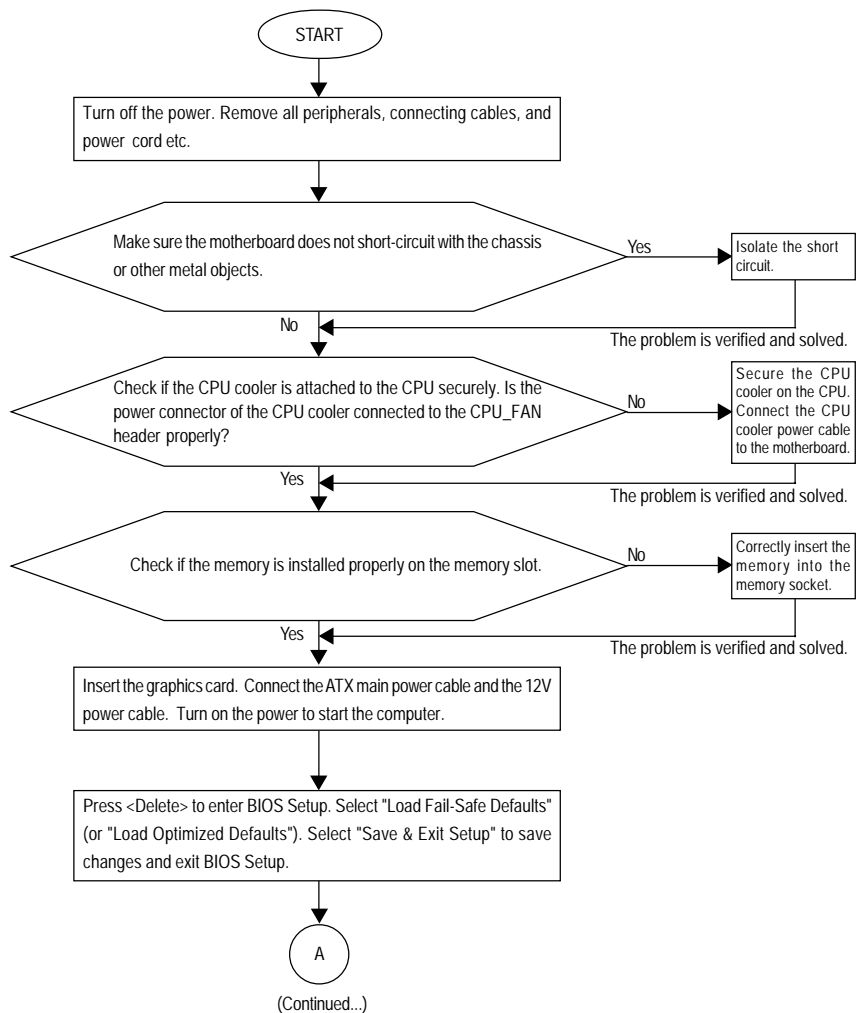 START
Turn off the power. Remove all peripherals, connecting cables, and
power cord etc.
Make sure the motherboard does not short-circuit with the chassis
or other metal objects.
Yes
Isolate the short
circuit.
No
The problem is verified and solved.
Check if the CPU cooler is attached to the CPU securely. Is the
power connector of the CPU cooler connected to the CPU_FAN
header properly?
No
Secure the CPU
cooler on the CPU.
Connect the CPU
cooler power cable
to the motherboard.
Yes
The problem is verified and solved.
Check if the memory is installed properly on the memory slot.
No
Correctly insert the
memory into the
memory socket.
Yes
The problem is verified and solved.
Insert the graphics card. Connect the ATX main power cable and the 12V
power cable. Turn on the power to start the computer.
Press <Delete> to enter BIOS Setup. Select "Load Fail-Safe Defaults"
(or "Load Optimized Defaults"). Select "Save & Exit Setup" to save
changes and exit BIOS Setup.
A
(Continued...)